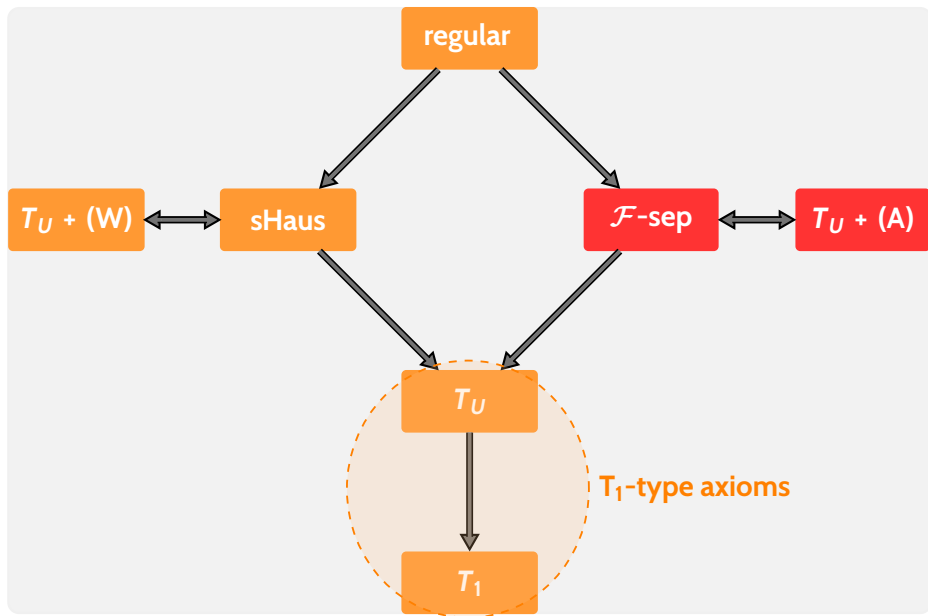 regular
T_U + (W)
sHaus
ℱ-sep
T_U + (A)
T_U
T₁-type axioms
T₁